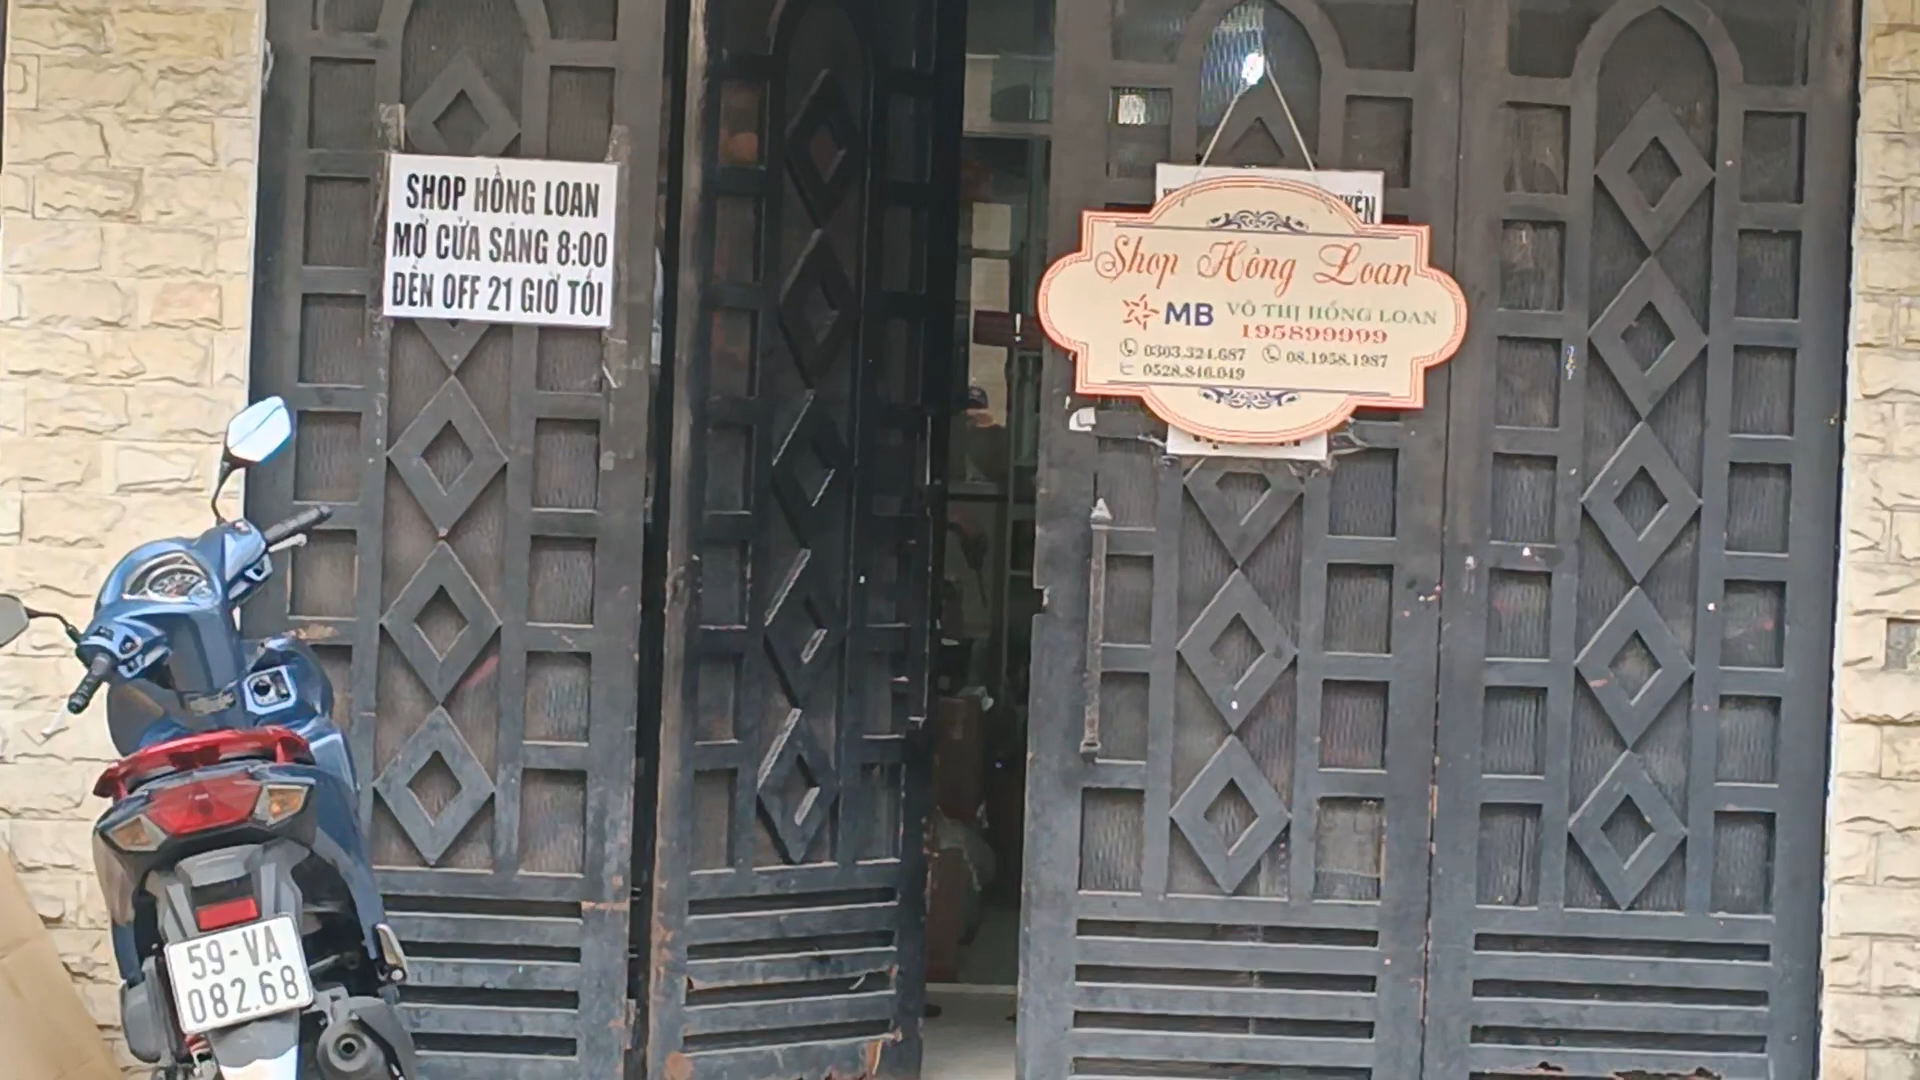 SHOP HỒNG LOAN
MỞ CỬA SÁNG 8:00
ĐẾN OFF 21 GIỜ TỐI
Shop Hồng Loan
MB VÕ THỊ HỒNG LOAN
195899999
0303.324.687 08.1958.1987
0528.846.049
59-VA
082.68